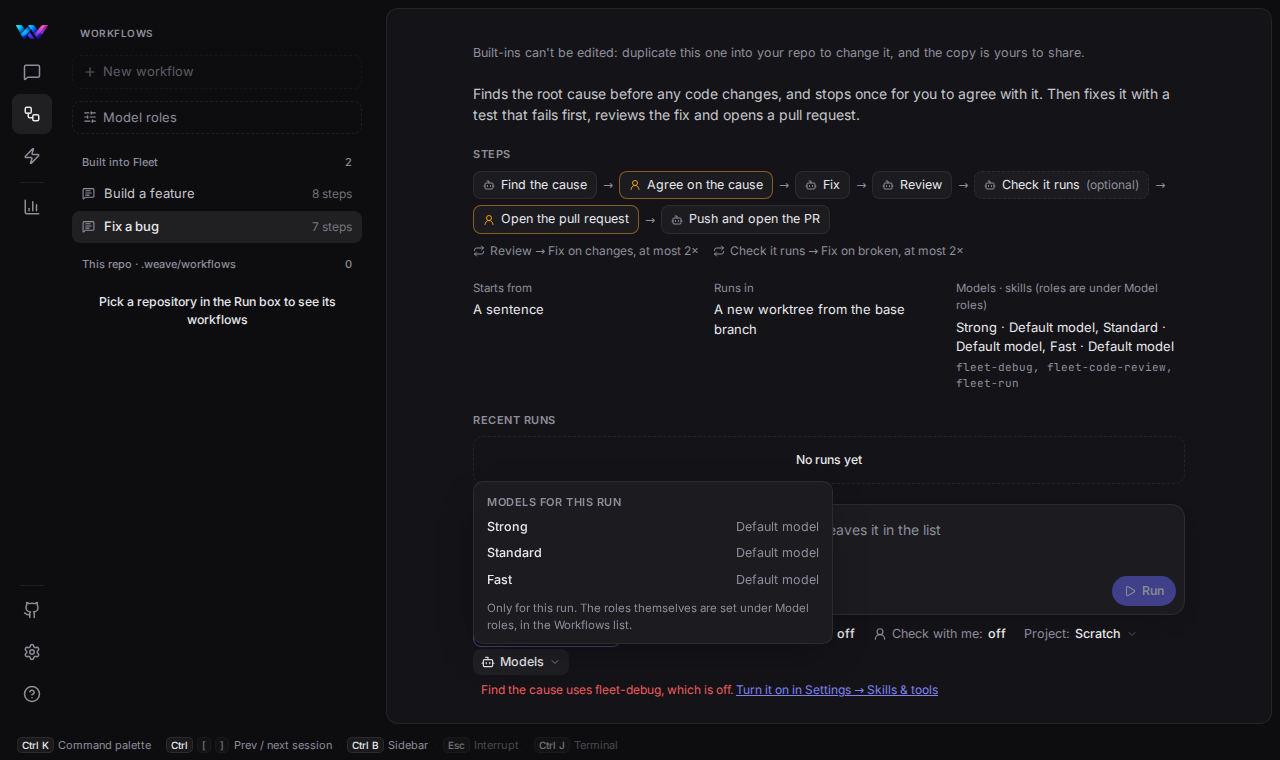 WORKFLOWS
New workflow
Model roles
Built into Fleet 2
Build a feature 8 steps
Fix a bug 7 steps
This repo · .weave/workflows 0
Pick a repository in the Run box to see its
workflows
Built-ins can't be edited: duplicate this one into your repo to change it, and the copy is yours to share.
Finds the root cause before any code changes, and stops once for you to agree with it. Then fixes it with a
test that fails first, reviews the fix and opens a pull request.
STEPS
Find the cause → Agree on the cause → Fix → Review → Check it runs (optional) →
Open the pull request → Push and open the PR
Review → Fix on changes, at most 2× Check it runs → Fix on broken, at most 2×
Starts from
A sentence
Runs in
A new worktree from the base
branch
Models · skills (roles are under Model
roles)
Strong · Default model, Standard ·
Default model, Fast · Default model
fleet-debug, fleet-code-review,
fleet-run
RECENT RUNS
No runs yet
MODELS FOR THIS RUN
Strong Default model
Standard Default model
Fast Default model
Only for this run. The roles themselves are set under Model
roles, in the Workflows list.
leaves it in the list
Run
off Check with me: off Project: Scratch
Models
Find the cause uses fleet-debug, which is off. Turn it on in Settings → Skills & tools
Ctrl K Command palette Ctrl [ ] Prev / next session Ctrl B Sidebar Esc Interrupt Ctrl J Terminal